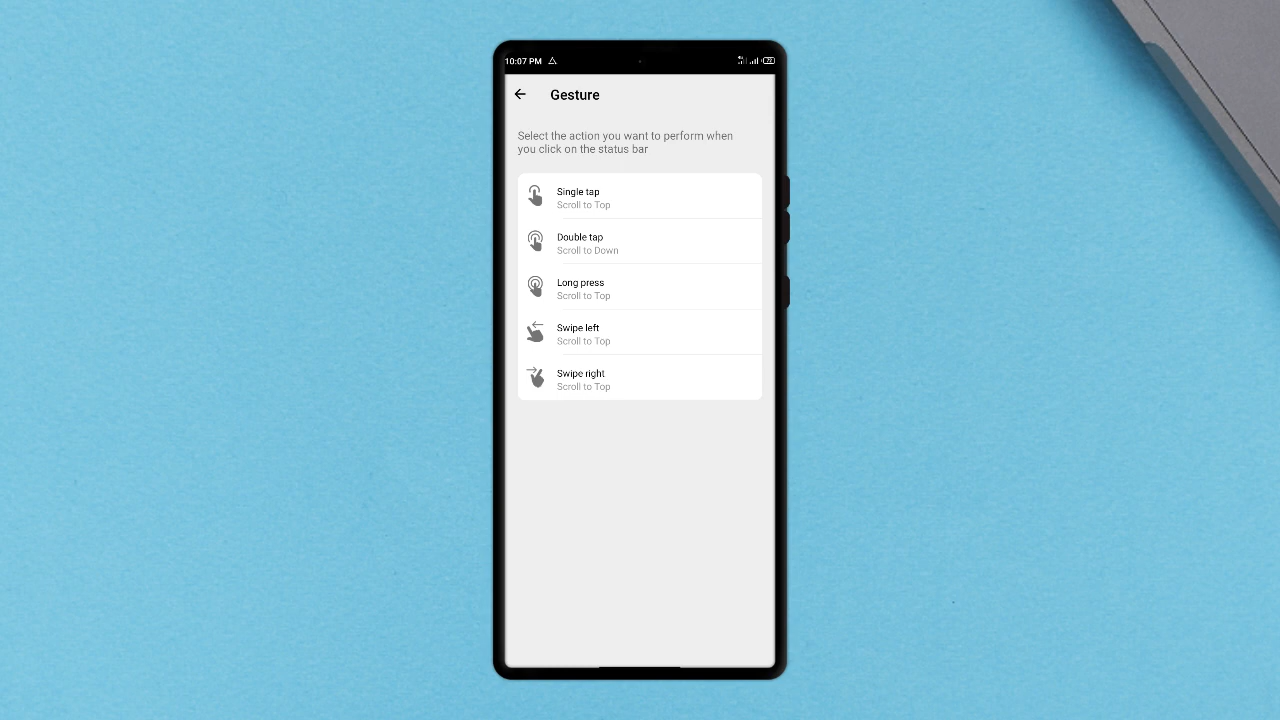 10:07 PM
Gesture
Select the action you want to perform when
you click on the status bar
Single tap
Scroll to Top
Double tap
Scroll to Down
Long press
Scroll to Top
Swipe left
Scroll to Top
Swipe right
Scroll to Top